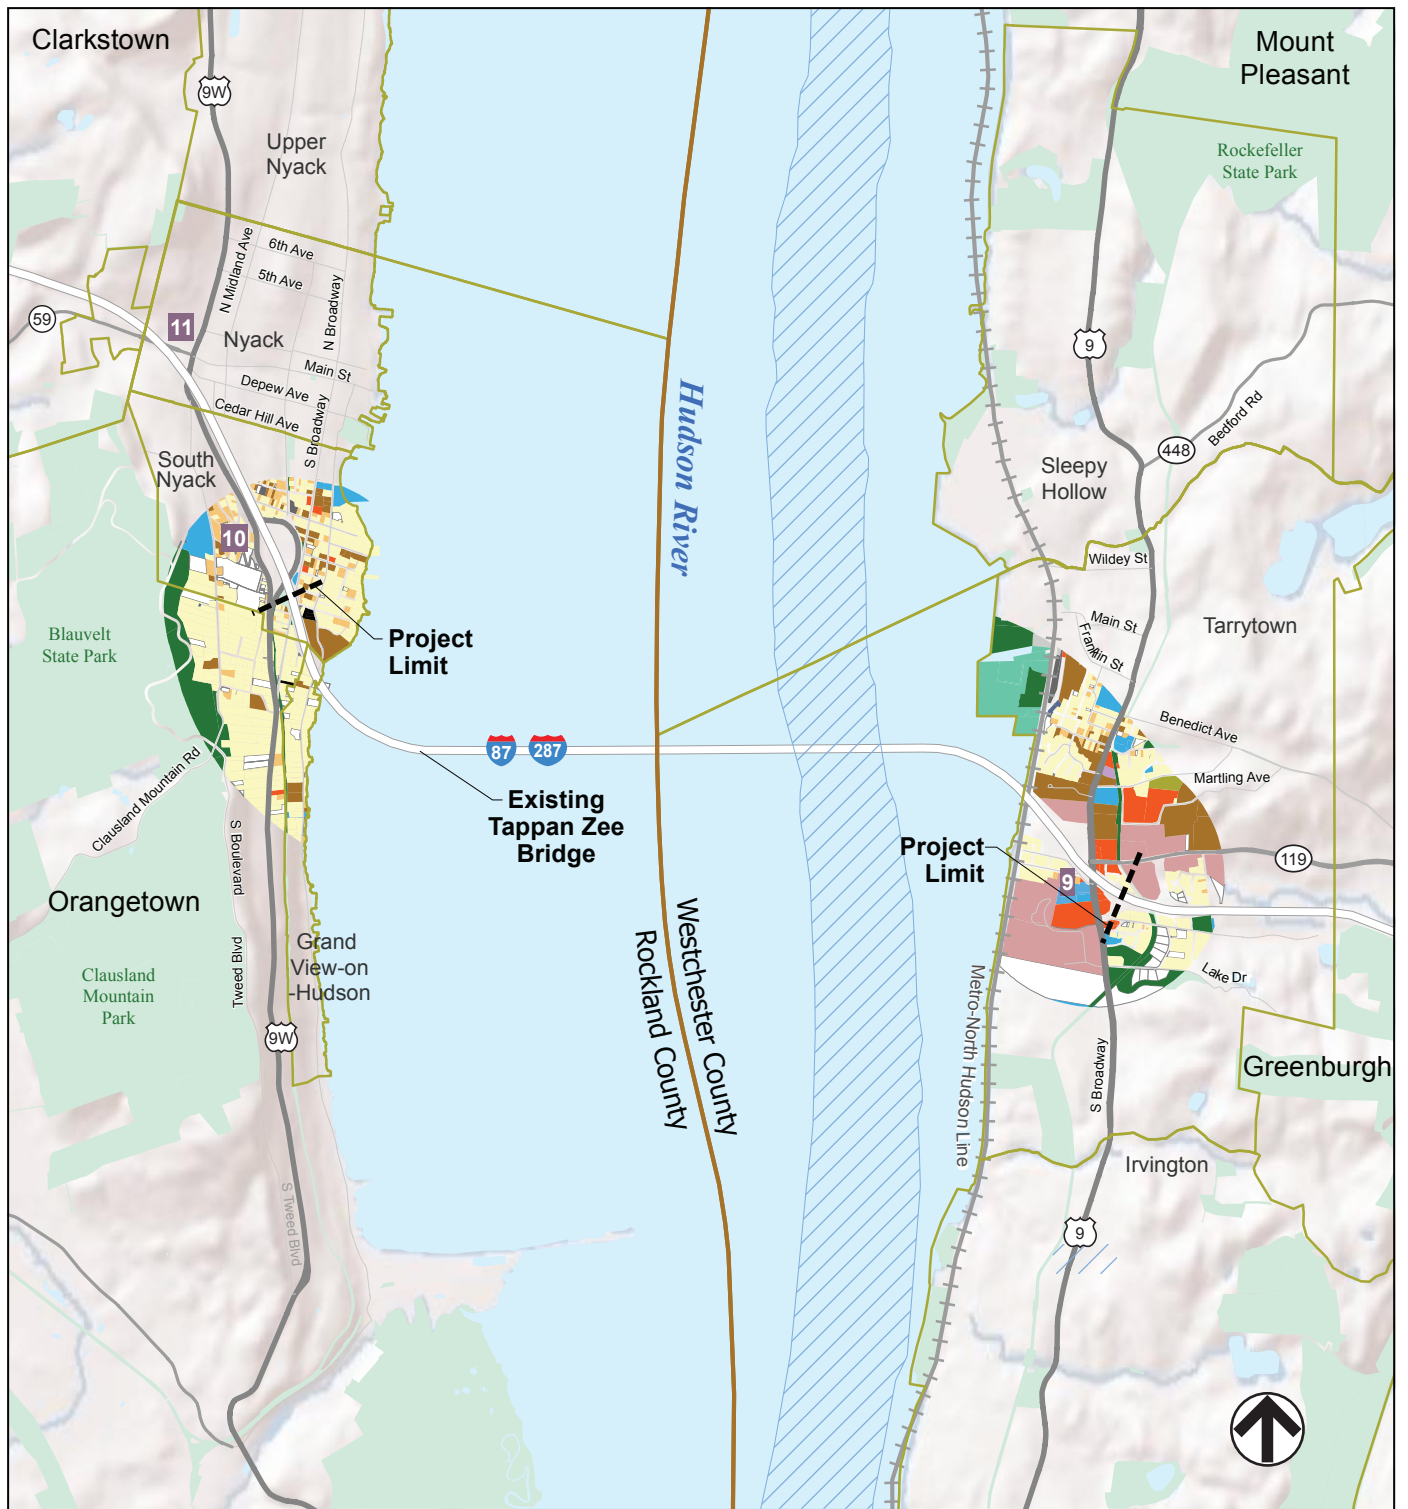 Clarkstown
Mount
Pleasant
9W
Upper
Nyack
Rockefeller
State Park
6th Ave
5th Ave
N Midland Ave
N Broadway
59
11
Nyack
Main St
Depew Ave
Cedar Hill Ave
S Broadway
9
Hudson River
Bedford Rd
448
South
Nyack
Sleepy
Hollow
10
Wildey St
Main St
Franklin St
Tarrytown
Blauvelt
State Park
Project
Limit
Benedict Ave
Martling Ave
87
287
Clausland Mountain Rd
Existing
Tappan Zee
Bridge
S Boulevard
Project
Limit
119
9
Orangetown
Westchester County
Rockland County
Grand
View-on
-Hudson
Tweed Blvd
Clausland
Mountain
Park
Lake Dr
Metro-North Hudson Line
9W
S Broadway
Greenburgh
Irvington
S Tweed Blvd
9